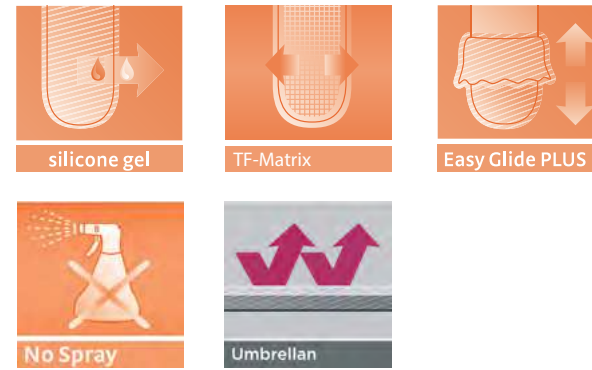 silicone gel
TF-Matrix
Easy Glide PLUS
No Spray
Umbrellan